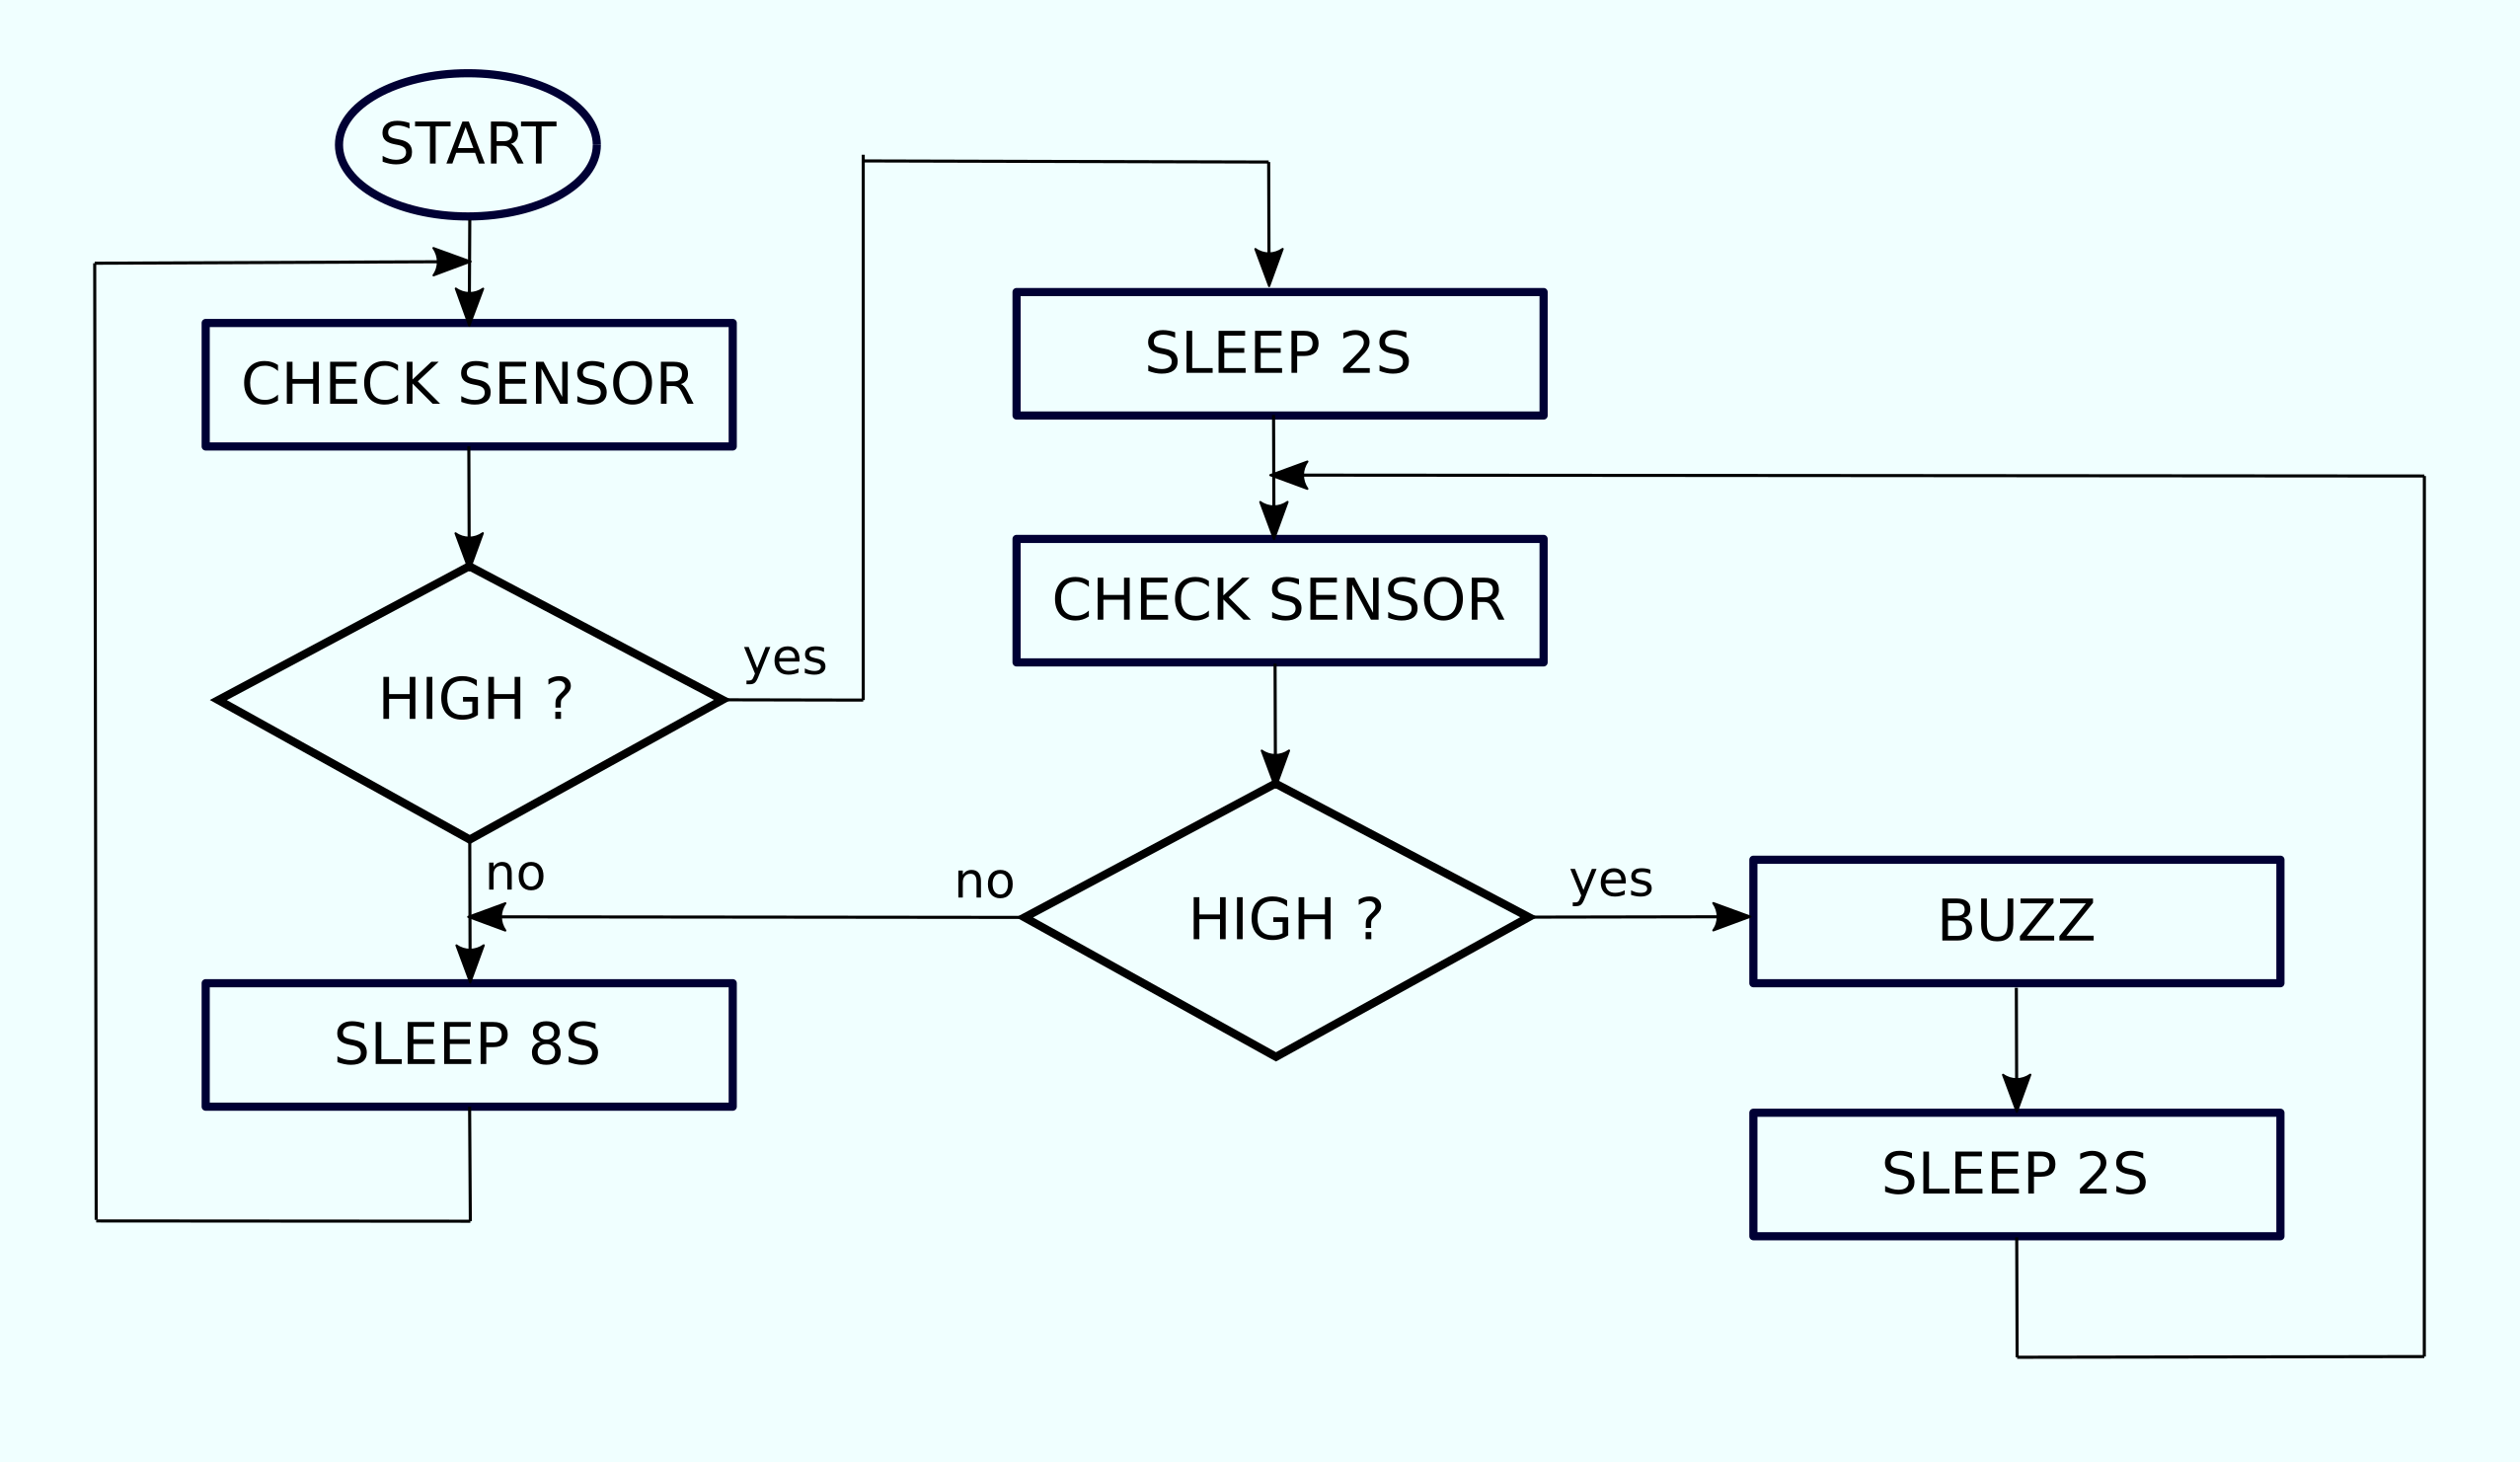 START
CHECK SENSOR
HIGH ?
yes
no
SLEEP 8S
SLEEP 2S
CHECK SENSOR
HIGH ?
no
yes
BUZZ
SLEEP 2S